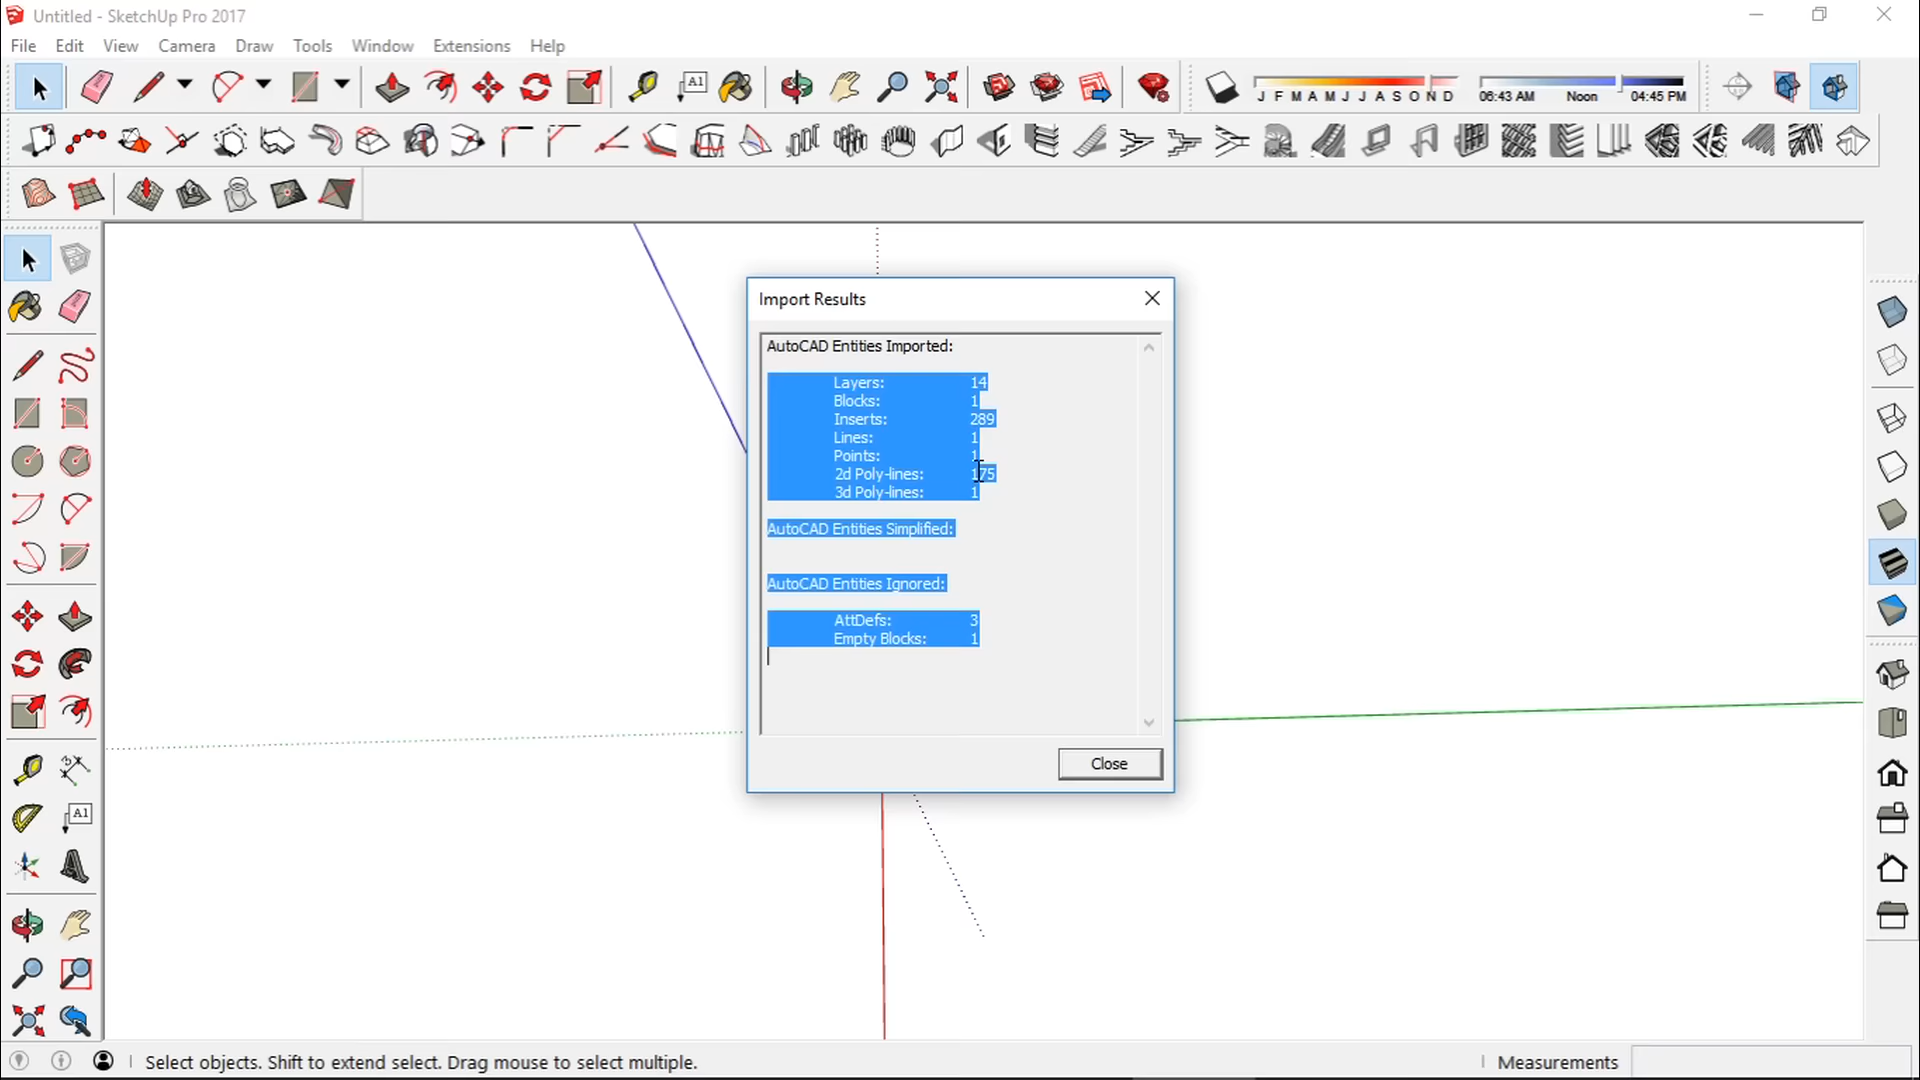 Untitled - SketchUp Pro 2017
File Edit View Camera Draw Tools Window Extensions Help
A1
J F M A M J J A S O N D
06:43 AM Noon 04:45 PM
Import Results
AutoCAD Entities Imported:
Layers: 14
Blocks: 1
Inserts: 289
Lines: 1
Points: 1
2d Poly-lines: 175
3d Poly-lines: 1
AutoCAD Entities Simplified:
AutoCAD Entities Ignored:
AttDefs: 3
Empty Blocks: 1
Close
A1
Select objects. Shift to extend select. Drag mouse to select multiple.
Measurements